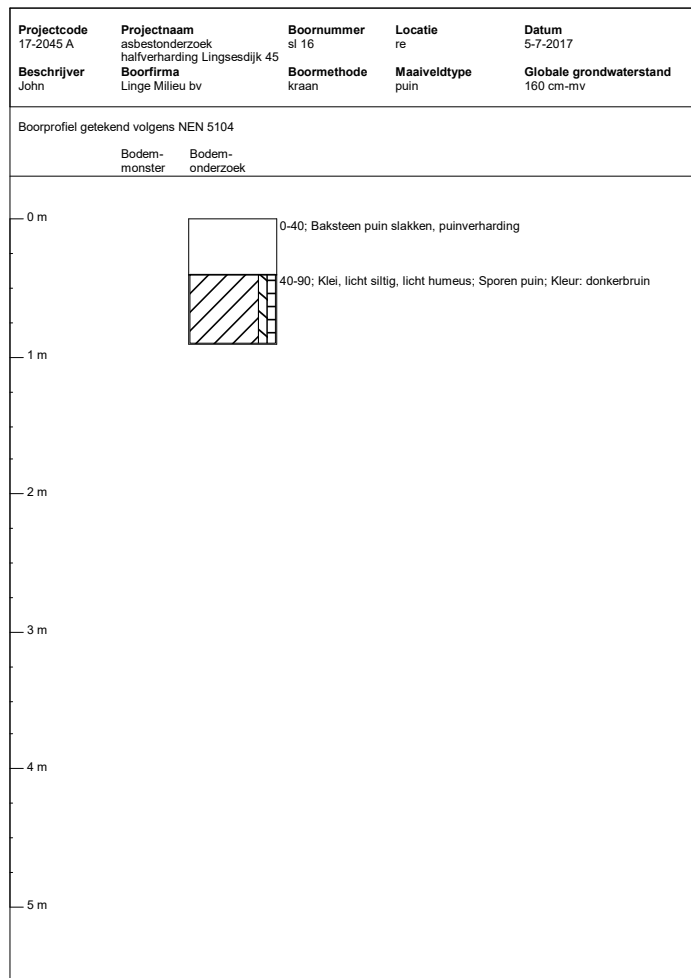 Projectcode Projectnaam Boornummer Locatie Datum
17-2045 A asbestonderzoek sl 16 re 5-7-2017
halfverharding Lingsesdijk 45
Beschrijver Boorfirma Boormethode Maaiveldtype Globale grondwaterstand
John Linge Milieu bv kraan puin 160 cm-mv
Boorprofiel getekend volgens NEN 5104
Bodem- Bodem-
monster onderzoek
0 m
0-40; Baksteen puin slakken, puinverharding
40-90; Klei, licht siltig, licht humeus; Sporen puin; Kleur: donkerbruin
1 m
2 m
3 m
4 m
5 m